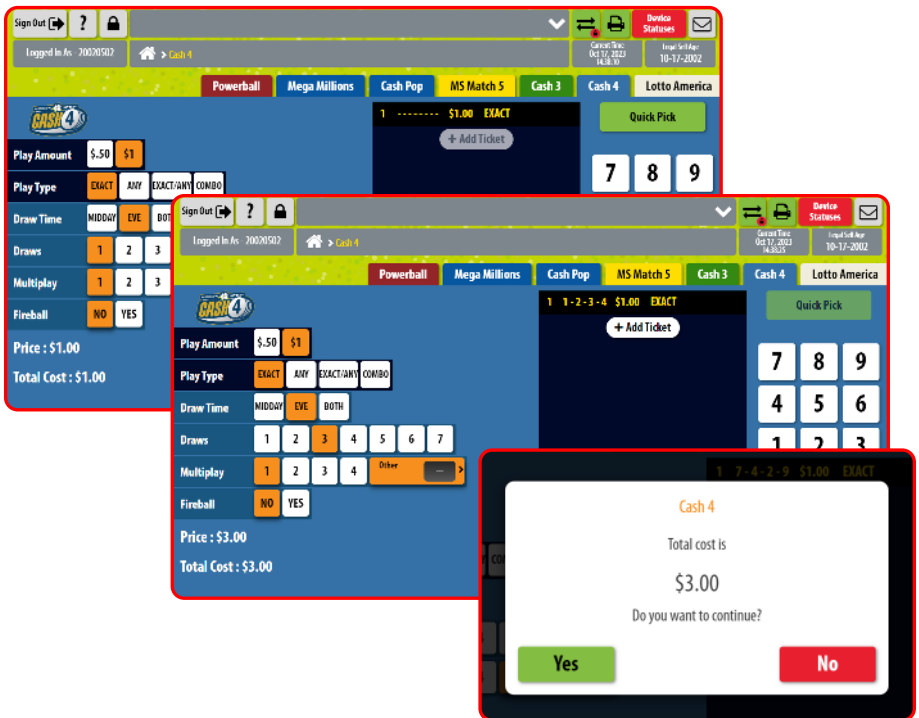 Sign Out ?
Device Statuses
Logged In As 20020502 > Cash 4
Current Time Oct 17, 2023 14:38:10
Legal Sell Age 10-17-2002
Powerball Mega Millions Cash Pop MS Match 5 Cash 3 Cash 4 Lotto America
CASH 4
1 -------- $1.00 EXACT
Quick Pick
+ Add Ticket
Play Amount $.50 $1
7 8 9
Play Type EXACT ANY EXACT/ANY COMBO
Draw Time MIDDAY EVE BOT
Draws 1 2 3
Multiplay 1 2 3
Fireball NO YES
Price : $1.00
Total Cost : $1.00
Sign Out ?
Device Statuses
Logged In As 20020502 > Cash 4
Current Time Oct 17, 2023 14:38:25
Legal Sell Age 10-17-2002
Powerball Mega Millions Cash Pop MS Match 5 Cash 3 Cash 4 Lotto America
CASH 4
1 1-2-3-4 $1.00 EXACT
Quick Pick
+ Add Ticket
Play Amount $.50 $1
7 8 9
Play Type EXACT ANY EXACT/ANY COMBO
Draw Time MIDDAY EVE BOTH
4 5 6
Draws 1 2 3 4 5 6 7
1 2 3
Multiplay 1 2 3 4 Other --- >
Fireball NO YES
Price : $3.00
Total Cost : $3.00
1 7-4-2-9 $1.00 EXACT
Cash 4
Total cost is
$3.00
Do you want to continue?
Yes No